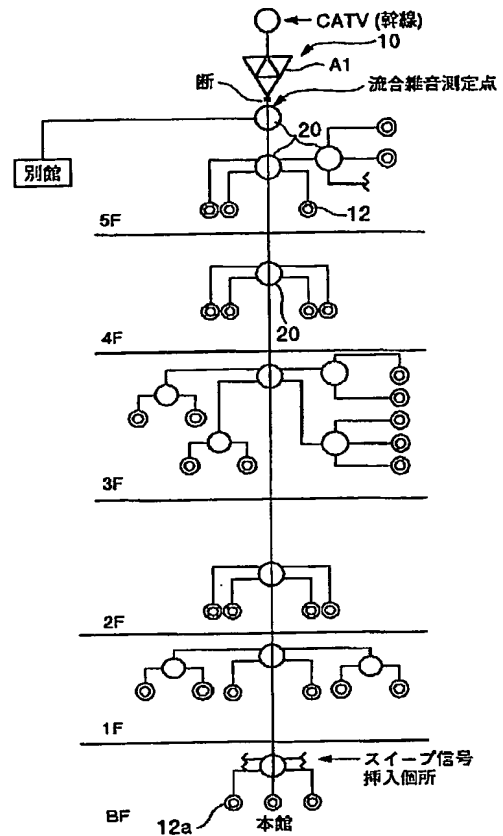 CATV (幹線)
10
A1
断
流合雑音測定点
20
別館
12
5F
20
4F
3F
2F
1F
スイープ信号
挿入個所
BF
12a
本館